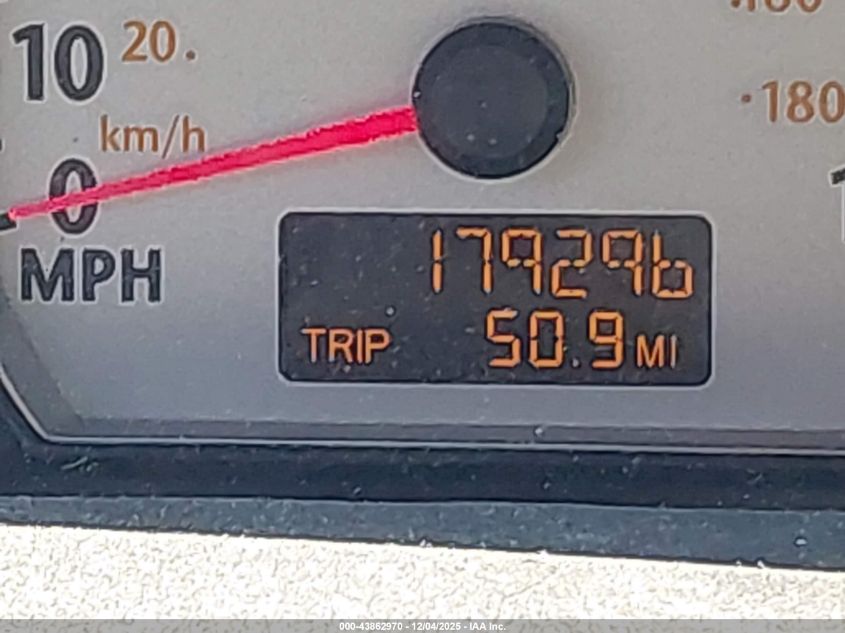 10 20.
·180
km/h
0
MPH
179296
TRIP 50.9 MI
000-43862970 - 12/04/2025 - IAA Inc.